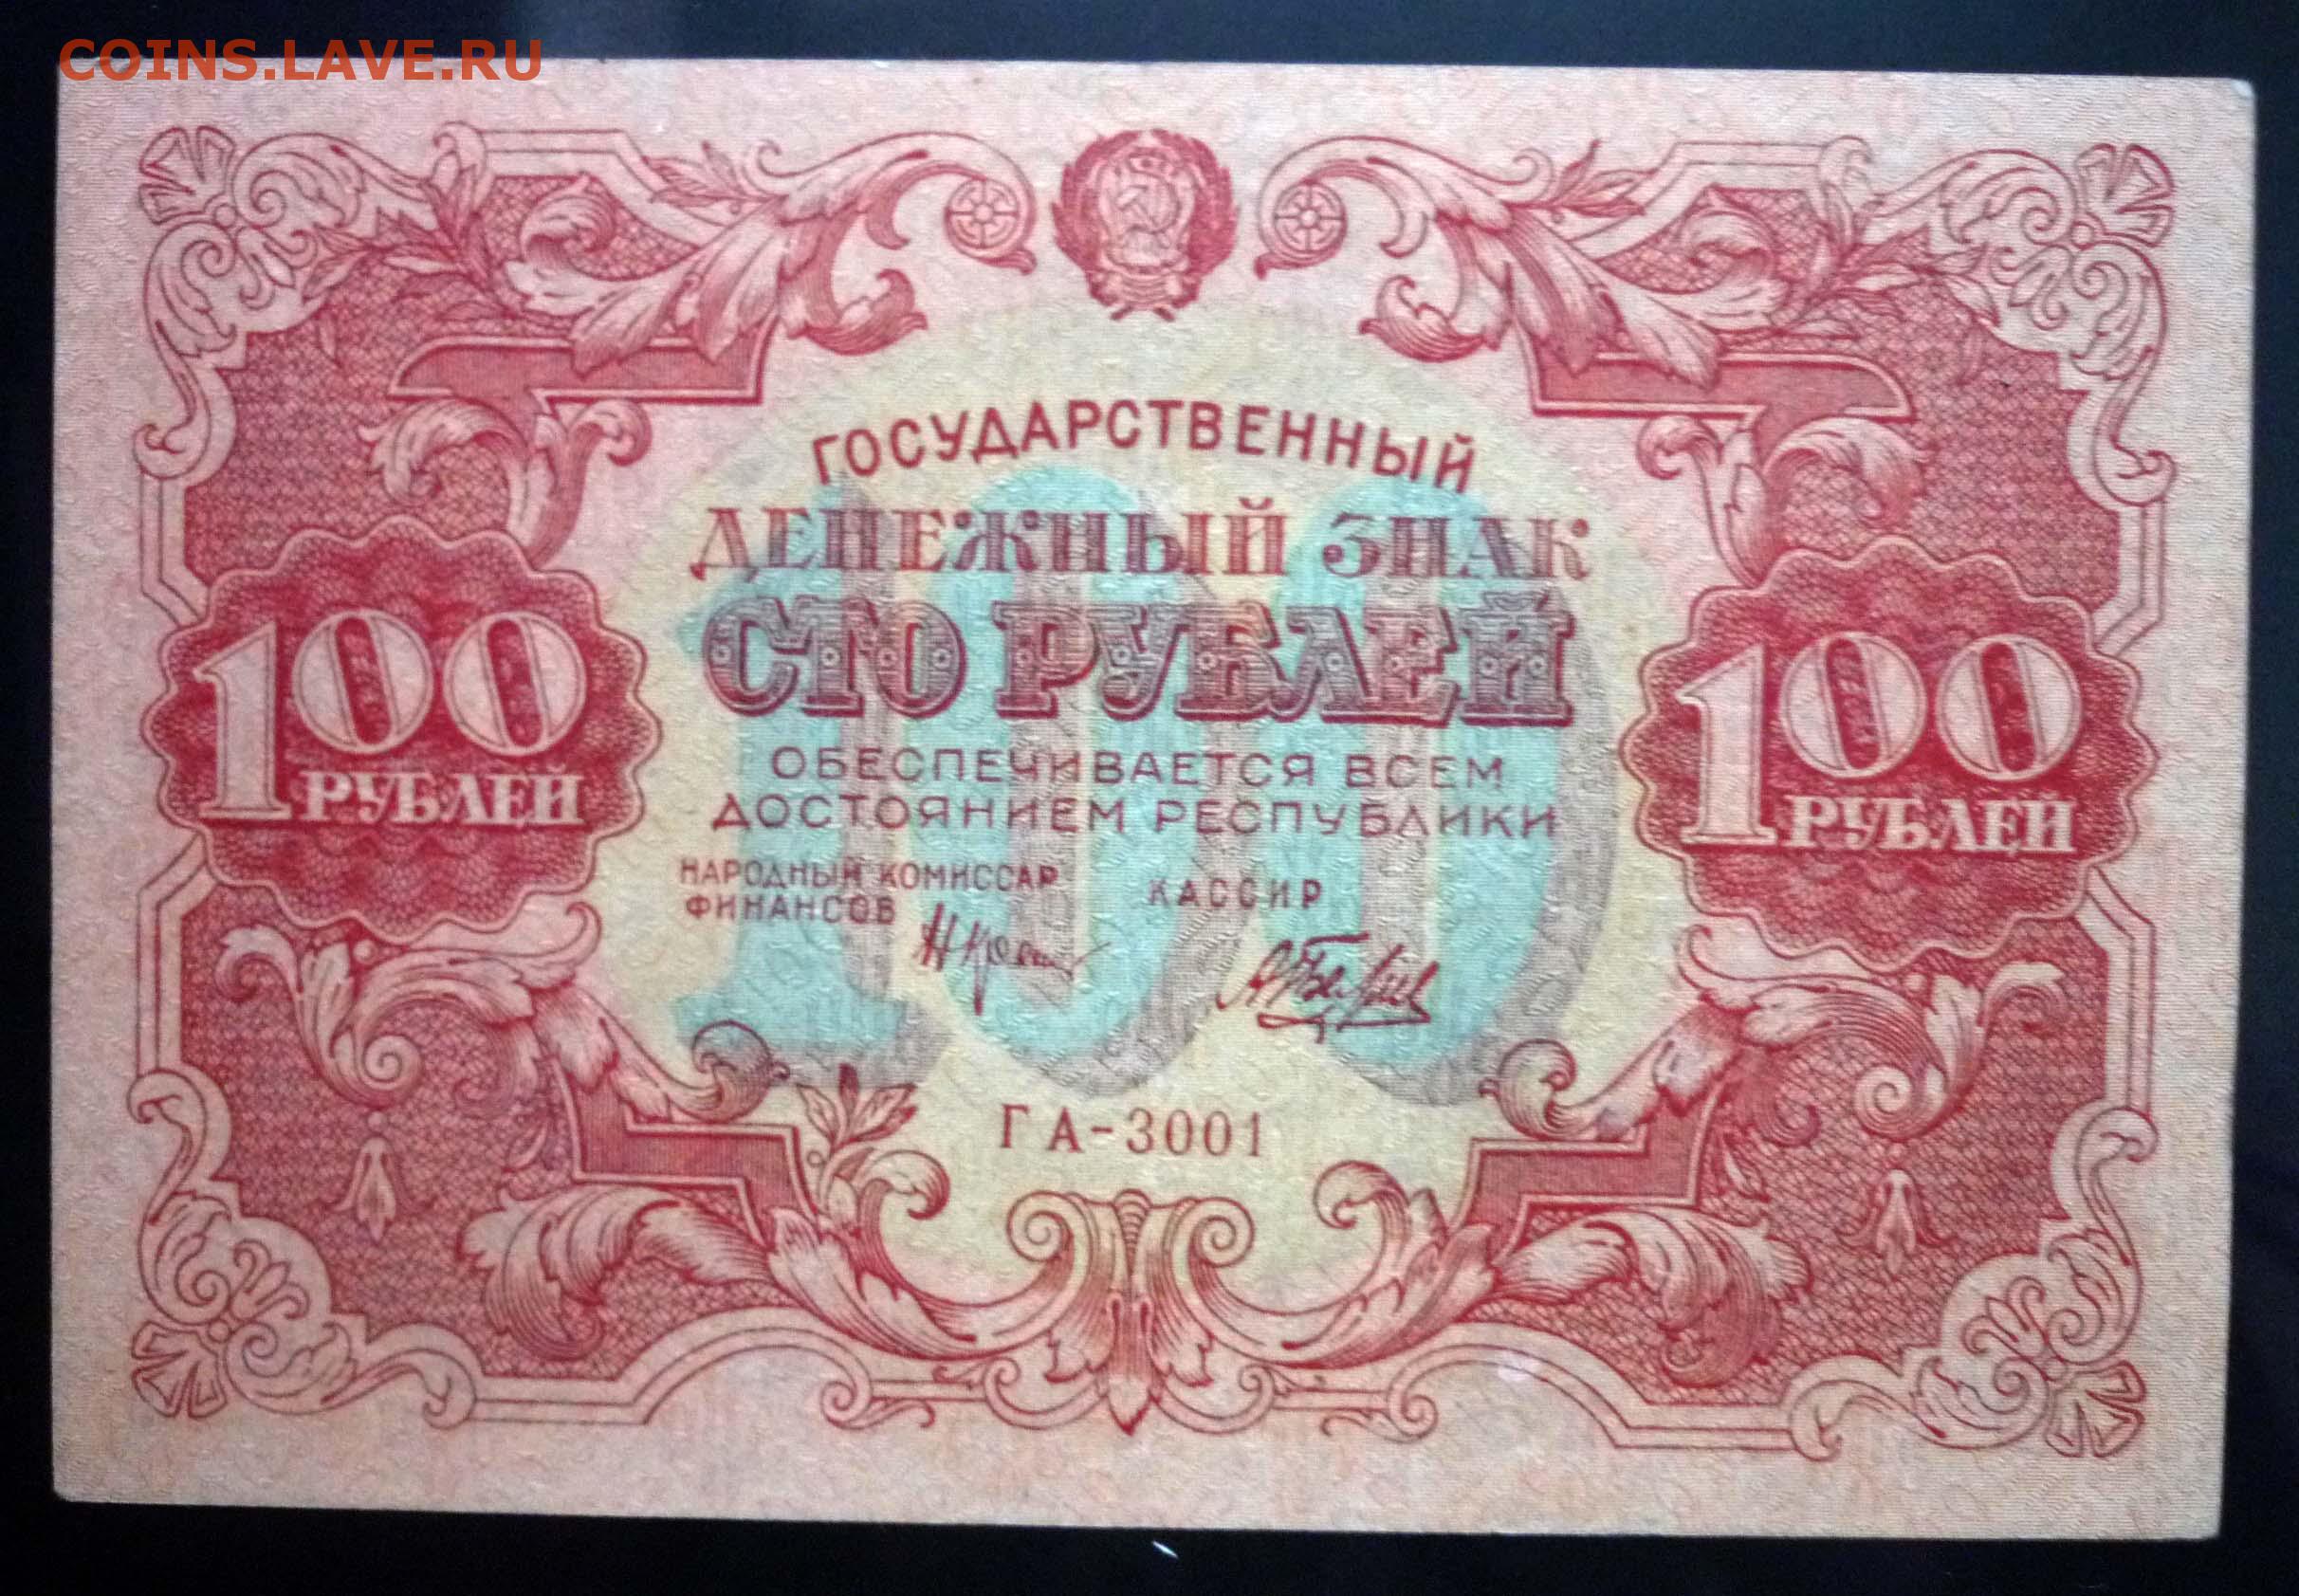 COINS.LAVE.RU
ГОСУДАРСТВЕННЫЙ
ДЕНЕЖНЫЙ ЗНАК
100
СТО РУБЛЕЙ
100
РУБЛЕЙ
100
РУБЛЕЙ
ОБЕСПЕЧИВАЕТСЯ ВСЕМ
ДОСТОЯНИЕМ РЕСПУБЛИКИ
НАРОДНЫЙ КОМИССАР
ФИНАНСОВ
КАССИР
ГА-3001